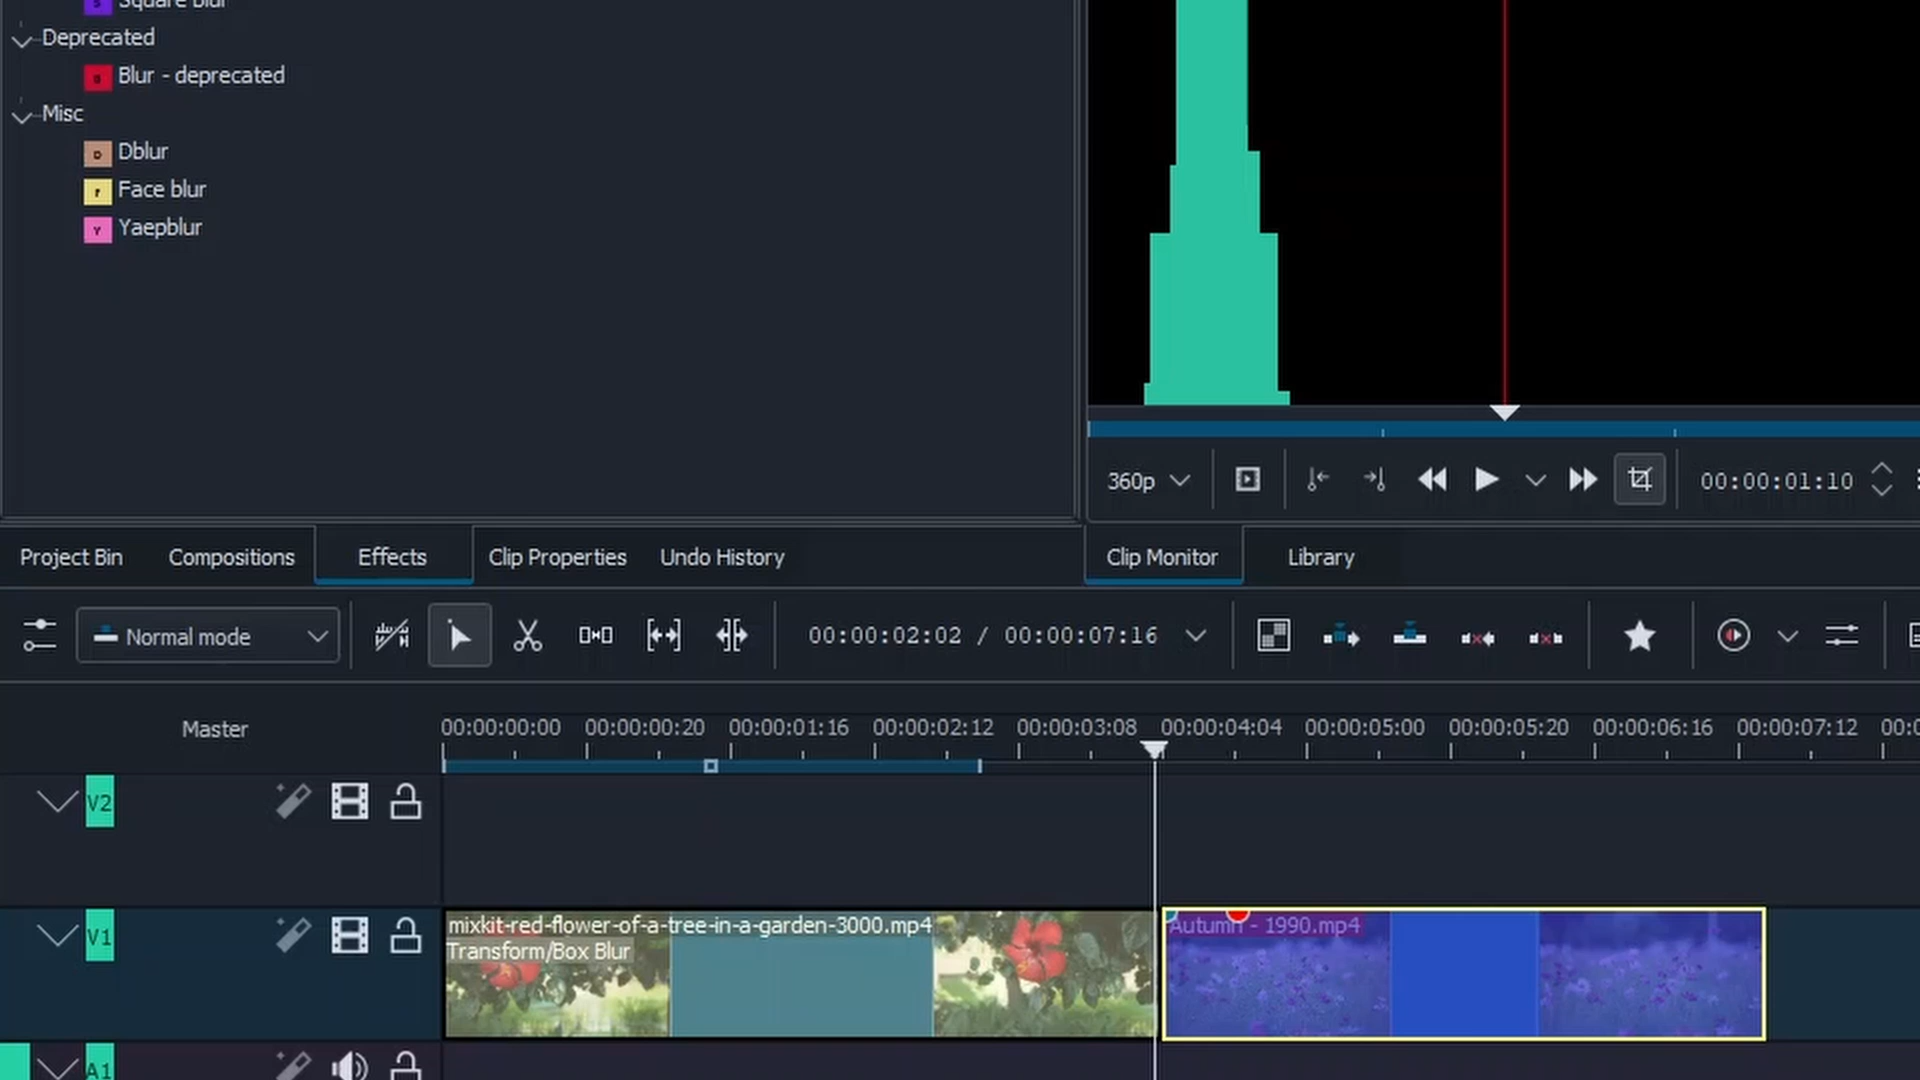 Square blur
Deprecated
Blur - deprecated
Misc
Dblur
Face blur
Yaepblur
360p
00:00:01:10
Project Bin
Compositions
Effects
Clip Properties
Undo History
Clip Monitor
Library
Normal mode
00:00:02:02 / 00:00:07:16
Master
00:00:00:00
00:00:00:20
00:00:01:16
00:00:02:12
00:00:03:08
00:00:04:04
00:00:05:00
00:00:05:20
00:00:06:16
00:00:07:12
V2
V1
mixkit-red-flower-of-a-tree-in-a-garden-3000.mp4
Transform/Box Blur
Autumn - 1990.mp4
A1